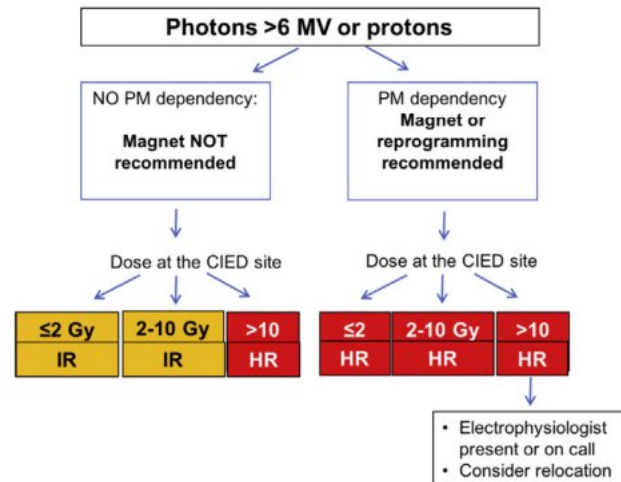 Photons >6 MV or protons
NO PM dependency:
Magnet NOT
recommended
PM dependency
Magnet or
reprogramming
recommended
Dose at the CIED site
Dose at the CIED site
≤2 Gy 2-10 Gy >10
IR IR HR
≤2 2-10 Gy >10
HR HR HR
• Electrophysiologist
present or on call
• Consider relocation